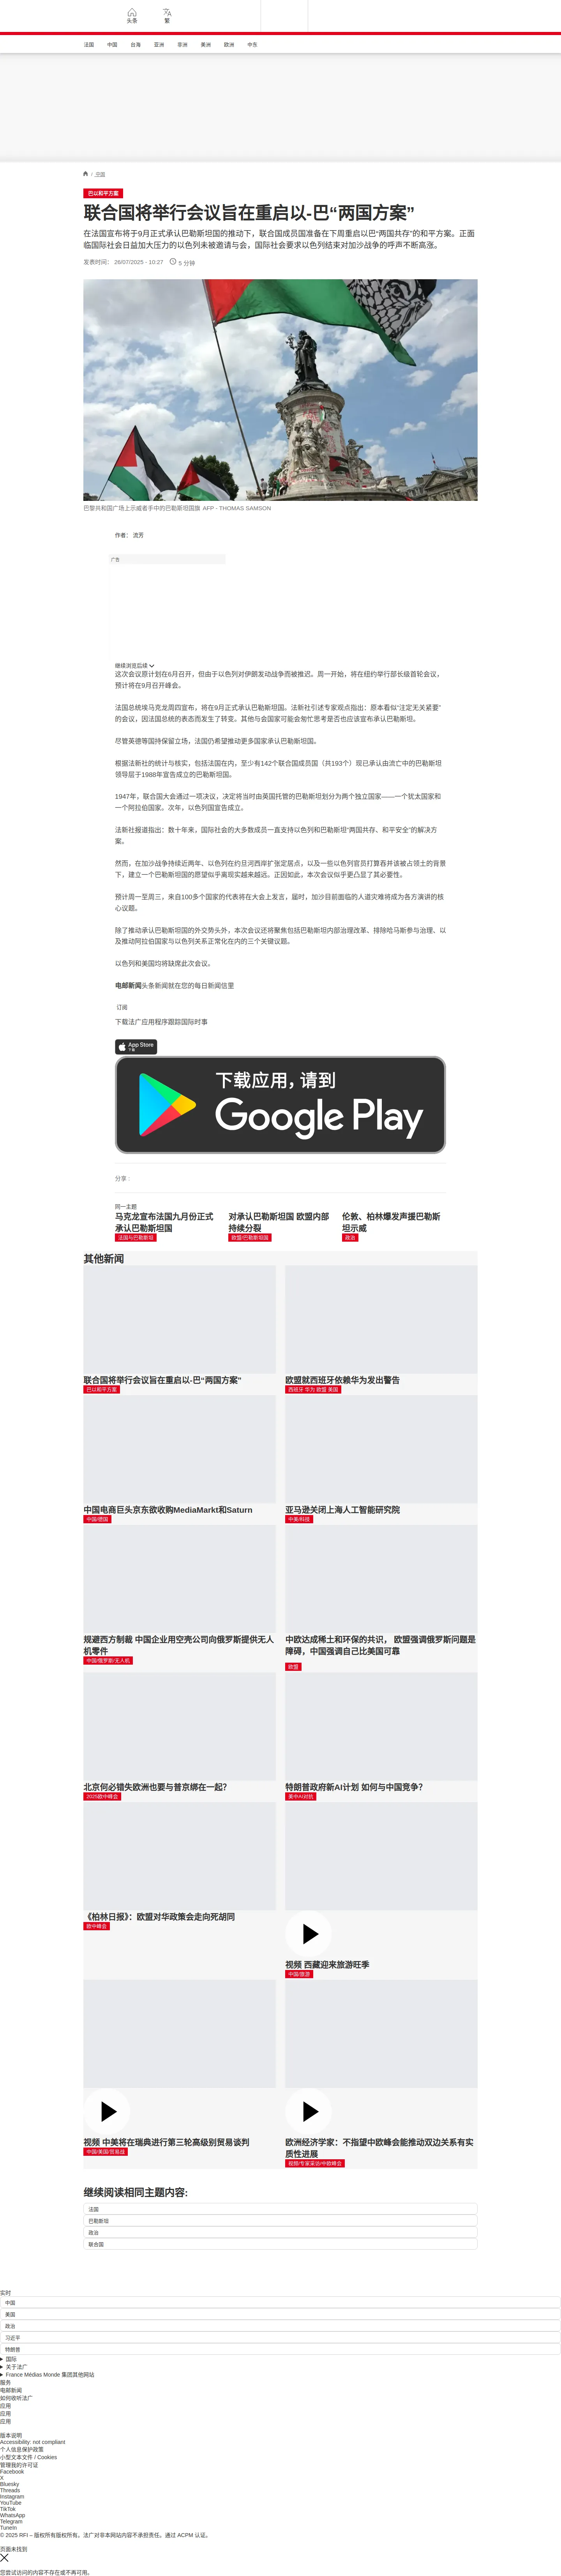 头条
繁
法国 中国 台海 亚洲 非洲 美洲 欧洲 中东
/ 中国
巴以和平方案
联合国将举行会议旨在重启以-巴“两国方案”
在法国宣布将于9月正式承认巴勒斯坦国的推动下，联合国成员国准备在下周重启以巴“两国共存”的和平方案。正面
临国际社会日益加大压力的以色列未被邀请与会，国际社会要求以色列结束对加沙战争的呼声不断高涨。
发表时间： 26/07/2025 - 10:27 5 分钟
巴黎共和国广场上示威者手中的巴勒斯坦国旗 AFP - THOMAS SAMSON
作者： 流芳
广告
继续浏览后续
这次会议原计划在6月召开，但由于以色列对伊朗发动战争而被推迟。周一开始，将在纽约举行部长级首轮会议，
预计将在9月召开峰会。
法国总统埃马克龙周四宣布，将在9月正式承认巴勒斯坦国。法新社引述专家观点指出：原本看似“注定无关紧要”
的会议，因法国总统的表态而发生了转变。其他与会国家可能会匆忙思考是否也应该宣布承认巴勒斯坦。
尽管英德等国持保留立场，法国仍希望推动更多国家承认巴勒斯坦国。
根据法新社的统计与核实，包括法国在内，至少有142个联合国成员国（共193个）现已承认由流亡中的巴勒斯坦
领导层于1988年宣告成立的巴勒斯坦国。
1947年，联合国大会通过一项决议，决定将当时由英国托管的巴勒斯坦划分为两个独立国家——一个犹太国家和
一个阿拉伯国家。次年，以色列国宣告成立。
法新社报道指出：数十年来，国际社会的大多数成员一直支持以色列和巴勒斯坦“两国共存、和平安全”的解决方
案。
然而，在加沙战争持续近两年、以色列在约旦河西岸扩张定居点，以及一些以色列官员打算吞并该被占领土的背景
下，建立一个巴勒斯坦国的愿望似乎离现实越来越远。正因如此，本次会议似乎更凸显了其必要性。
预计周一至周三，来自100多个国家的代表将在大会上发言，届时，加沙目前面临的人道灾难将成为各方演讲的核
心议题。
除了推动承认巴勒斯坦国的外交势头外，本次会议还将聚焦包括巴勒斯坦内部治理改革、排除哈马斯参与治理、以
及推动阿拉伯国家与以色列关系正常化在内的三个关键议题。
以色列和美国均将缺席此次会议。
电邮新闻头条新闻就在您的每日新闻信里
订阅
下载法广应用程序跟踪国际时事
App Store
下载
下载应用，请到
Google Play
分享 :
同一主题
马克龙宣布法国九月份正式
承认巴勒斯坦国
法国与巴勒斯坦
对承认巴勒斯坦国 欧盟内部
持续分裂
欧盟/巴勒斯坦国
伦敦、柏林爆发声援巴勒斯
坦示威
政治
其他新闻
联合国将举行会议旨在重启以-巴“两国方案”
巴以和平方案
欧盟就西班牙依赖华为发出警告
西班牙 华为 欧盟 美国
中国电商巨头京东欲收购MediaMarkt和Saturn
中国/德国
亚马逊关闭上海人工智能研究院
中美/科技
规避西方制裁 中国企业用空壳公司向俄罗斯提供无人
机零件
中国/俄罗斯/无人机
中欧达成稀土和环保的共识， 欧盟强调俄罗斯问题是
障碍，中国强调自己比美国可靠
欧盟
北京何必错失欧洲也要与普京绑在一起？
2025欧中峰会
特朗普政府新AI计划 如何与中国竞争？
美中AI对抗
《柏林日报》：欧盟对华政策会走向死胡同
欧中峰会
视频 西藏迎来旅游旺季
中国/旅游
视频 中美将在瑞典进行第三轮高级别贸易谈判
中国/美国/贸易战
欧洲经济学家：不指望中欧峰会能推动双边关系有实
质性进展
视频/专家采访/中欧峰会
继续阅读相同主题内容:
法国
巴勒斯坦
政治
联合国
实时
中国
美国
政治
习近平
特朗普
国际
关于法广
France Médias Monde 集团其他网站
服务
电邮新闻
如何收听法广
应用
应用
应用
版本说明
Accessibility: not compliant
个人信息保护政策
小型文本文件 / Cookies
管理我的许可证
Facebook
X
Bluesky
Threads
Instagram
YouTube
TikTok
WhatsApp
Telegram
TuneIn
© 2025 RFI – 版权所有版权所有。法广对非本网站内容不承担责任。通过 ACPM 认证。
页面未找到
您尝试访问的内容不存在或不再可用。